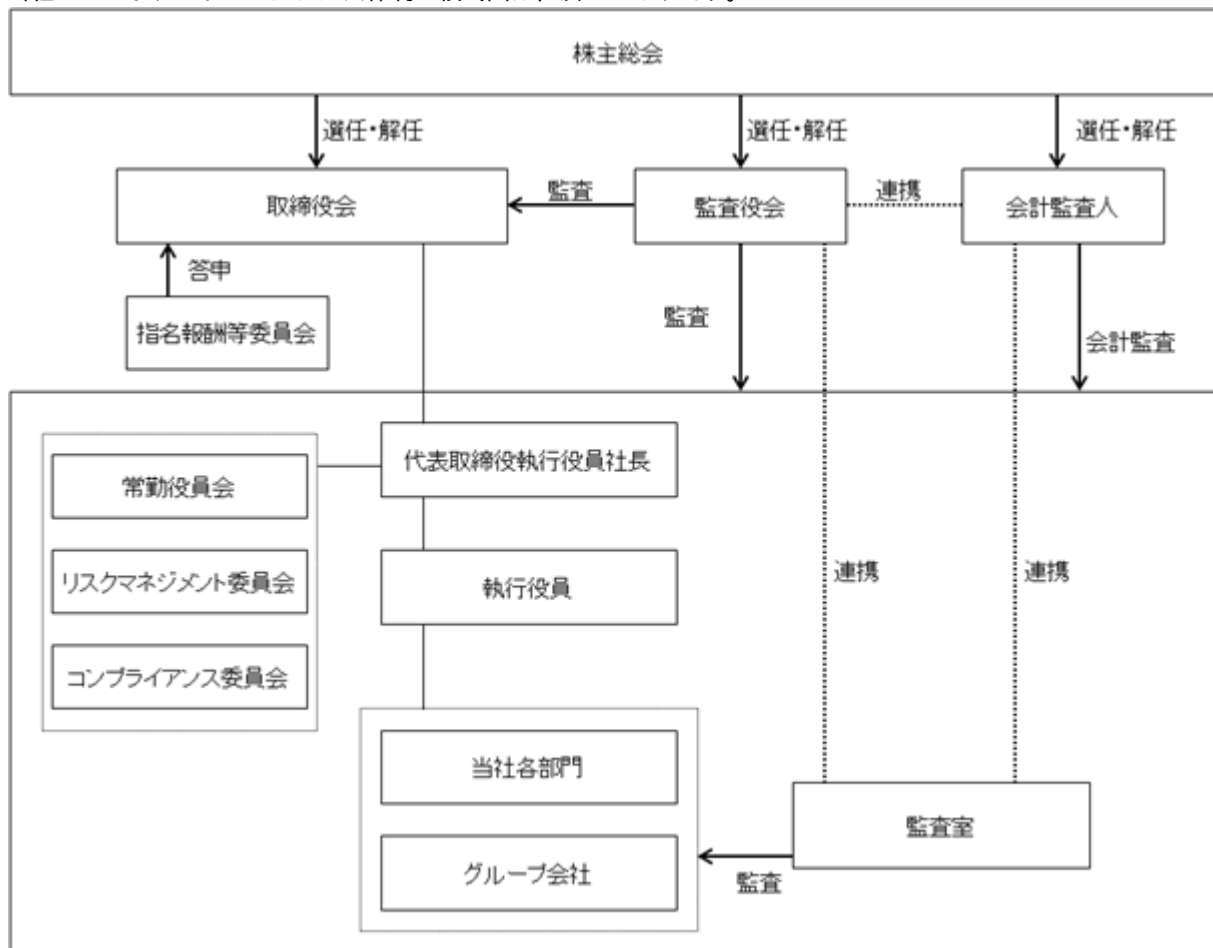 株主総会
選任・解任
選任・解任
選任・解任
取締役会
監査
監査役会
連携
会計監査人
答申
指名報酬等委員会
監査
会計監査
代表取締役執行役員社長
常勤役員会
リスクマネジメント委員会
執行役員
連携
連携
コンプライアンス委員会
当社各部門
監査室
グループ会社
監査